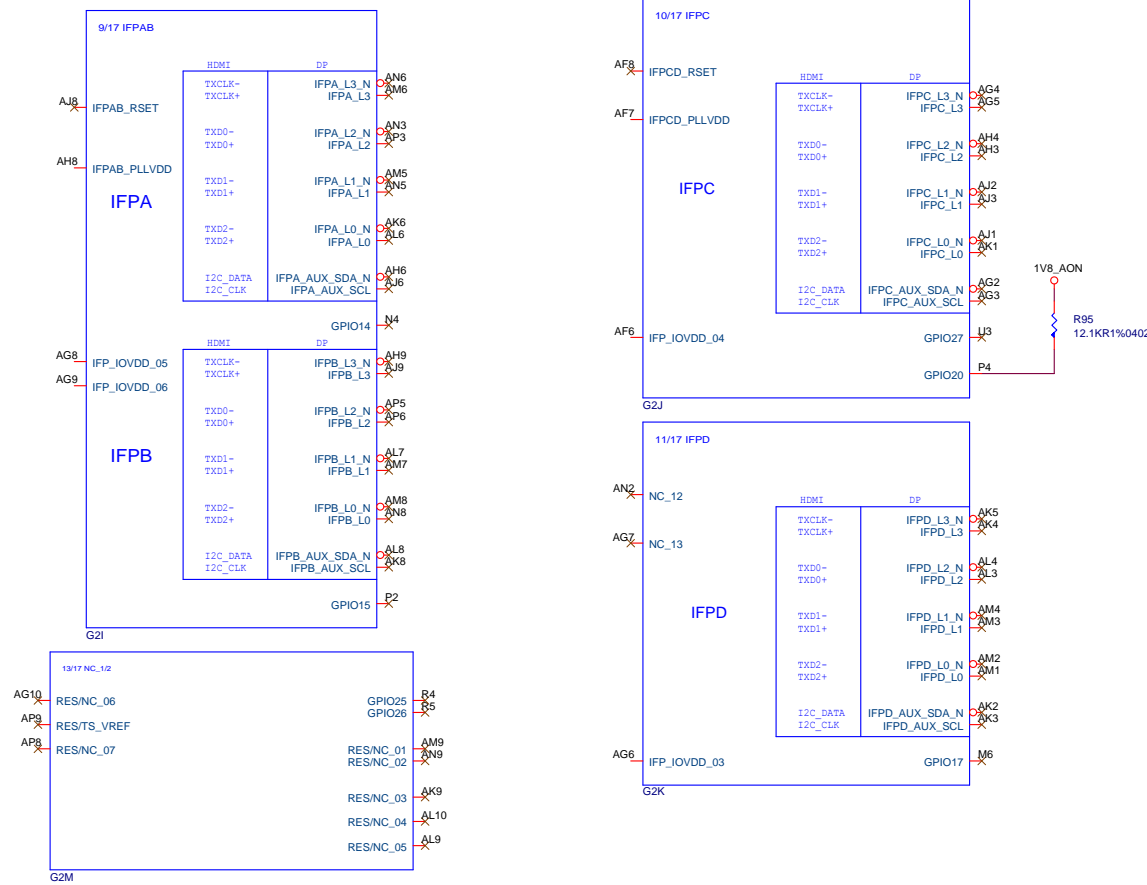 9/17 IFPAB
HDMI DP
TXCLK- IFPA_L3_N AN6
TXCLK+ IFPA_L3 AM6
AJ8 IFPAB_RSET
TXD0- IFPA_L2_N AN3
TXD0+ IFPA_L2 AP3
AH8 IFPAB_PLLVDD
TXD1- IFPA_L1_N AM5
TXD1+ IFPA_L1 AN5
IFPA
TXD2- IFPA_L0_N AK6
TXD2+ IFPA_L0 AL6
I2C_DATA IFPA_AUX_SDA_N AH6
I2C_CLK IFPA_AUX_SCL AJ6
GPIO14 N4
HDMI DP
AG8 IFP_IOVDD_05
TXCLK- IFPB_L3_N AH9
TXCLK+ IFPB_L3 AJ9
AG9 IFP_IOVDD_06
TXD0- IFPB_L2_N AP5
TXD0+ IFPB_L2 AP6
IFPB
TXD1- IFPB_L1_N AL7
TXD1+ IFPB_L1 AM7
TXD2- IFPB_L0_N AM8
TXD2+ IFPB_L0 AN8
I2C_DATA IFPB_AUX_SDA_N AL8
I2C_CLK IFPB_AUX_SCL AK8
GPIO15 P2
G2I
13/17 NC_1/2
AG10 RES/NC_06 GPIO25 R4
GPIO26 R5
AP9 RES/TS_VREF
AP8 RES/NC_07 RES/NC_01 AM9
RES/NC_02 AN9
RES/NC_03 AK9
RES/NC_04 AL10
RES/NC_05 AL9
G2M
10/17 IFPC
AF8 IFPCD_RSET
HDMI DP
TXCLK- IFPC_L3_N AG4
TXCLK+ IFPC_L3 AG5
AF7 IFPCD_PLLVDD
TXD0- IFPC_L2_N AH4
TXD0+ IFPC_L2 AH3
IFPC
TXD1- IFPC_L1_N AJ2
TXD1+ IFPC_L1 AJ3
TXD2- IFPC_L0_N AJ1
TXD2+ IFPC_L0 AK1
I2C_DATA IFPC_AUX_SDA_N AG2
I2C_CLK IFPC_AUX_SCL AG3
1V8_AON
R95
12.1KR1%0402
AF6 IFP_IOVDD_04 GPIO27 U3
GPIO20 P4
G2J
11/17 IFPD
AN2 NC_12
HDMI DP
TXCLK- IFPD_L3_N AK5
TXCLK+ IFPD_L3 AK4
AG7 NC_13
TXD0- IFPD_L2_N AL4
TXD0+ IFPD_L2 AL3
IFPD
TXD1- IFPD_L1_N AM4
TXD1+ IFPD_L1 AM3
TXD2- IFPD_L0_N AM2
TXD2+ IFPD_L0 AM1
I2C_DATA IFPD_AUX_SDA_N AK2
I2C_CLK IFPD_AUX_SCL AK3
AG6 IFP_IOVDD_03 GPIO17 M6
G2K